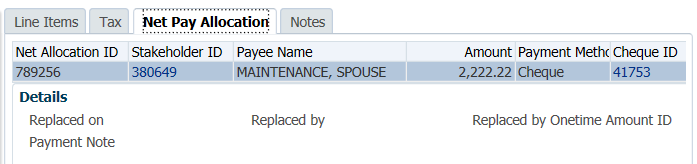 Line Items Tax Net Pay Allocation Notes
Net Allocation ID Stakeholder ID Payee Name Amount Payment Metho Cheque ID
789256 380649 MAINTENANCE, SPOUSE 2,222.22 Cheque 41753
Details
Replaced on Replaced by Replaced by Onetime Amount ID
Payment Note